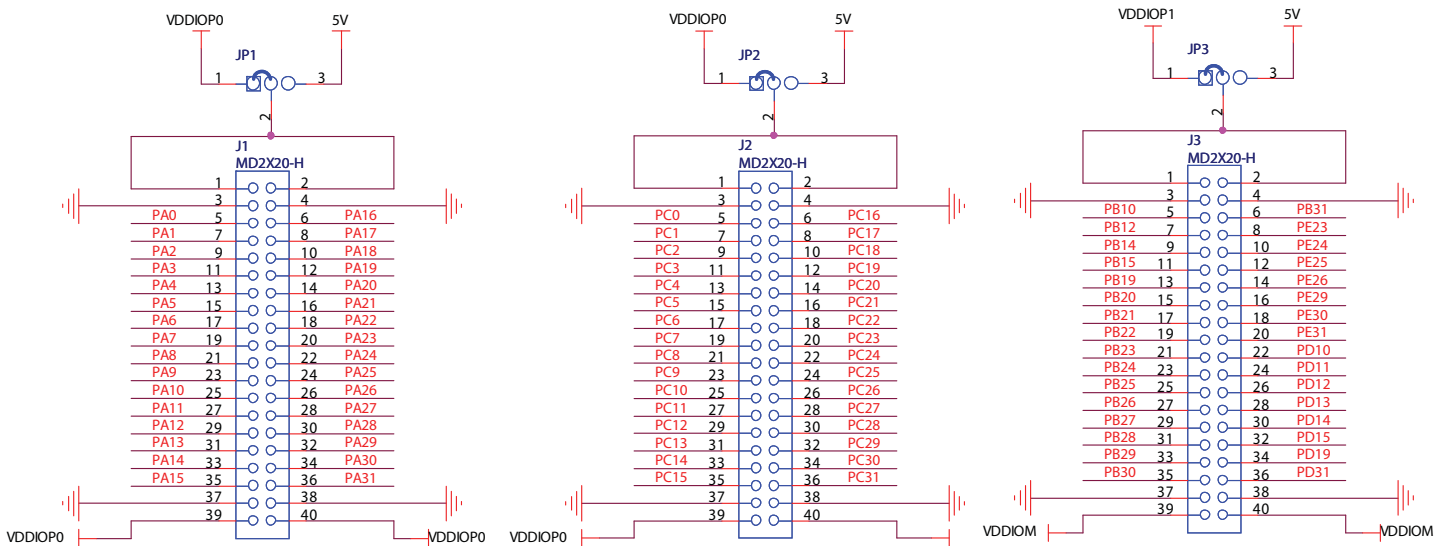 VDDIOP0 5V
JP1
1 3
2
J1
MD2X20-H
1 2
3 4
PA0 5 6 PA16
PA1 7 8 PA17
PA2 9 10 PA18
PA3 11 12 PA19
PA4 13 14 PA20
PA5 15 16 PA21
PA6 17 18 PA22
PA7 19 20 PA23
PA8 21 22 PA24
PA9 23 24 PA25
PA10 25 26 PA26
PA11 27 28 PA27
PA12 29 30 PA28
PA13 31 32 PA29
PA14 33 34 PA30
PA15 35 36 PA31
37 38
39 40
VDDIOP0 VDDIOP0
VDDIOP0 5V
JP2
1 3
2
J2
MD2X20-H
1 2
3 4
PC0 5 6 PC16
PC1 7 8 PC17
PC2 9 10 PC18
PC3 11 12 PC19
PC4 13 14 PC20
PC5 15 16 PC21
PC6 17 18 PC22
PC7 19 20 PC23
PC8 21 22 PC24
PC9 23 24 PC25
PC10 25 26 PC26
PC11 27 28 PC27
PC12 29 30 PC28
PC13 31 32 PC29
PC14 33 34 PC30
PC15 35 36 PC31
37 38
39 40
VDDIOP0
VDDIOP1 5V
JP3
1 3
2
J3
MD2X20-H
1 2
3 4
PB10 5 6 PB31
PB12 7 8 PE23
PB14 9 10 PE24
PB15 11 12 PE25
PB19 13 14 PE26
PB20 15 16 PE29
PB21 17 18 PE30
PB22 19 20 PE31
PB23 21 22 PD10
PB24 23 24 PD11
PB25 25 26 PD12
PB26 27 28 PD13
PB27 29 30 PD14
PB28 31 32 PD15
PB29 33 34 PD19
PB30 35 36 PD31
37 38
39 40
VDDIOM VDDIOM